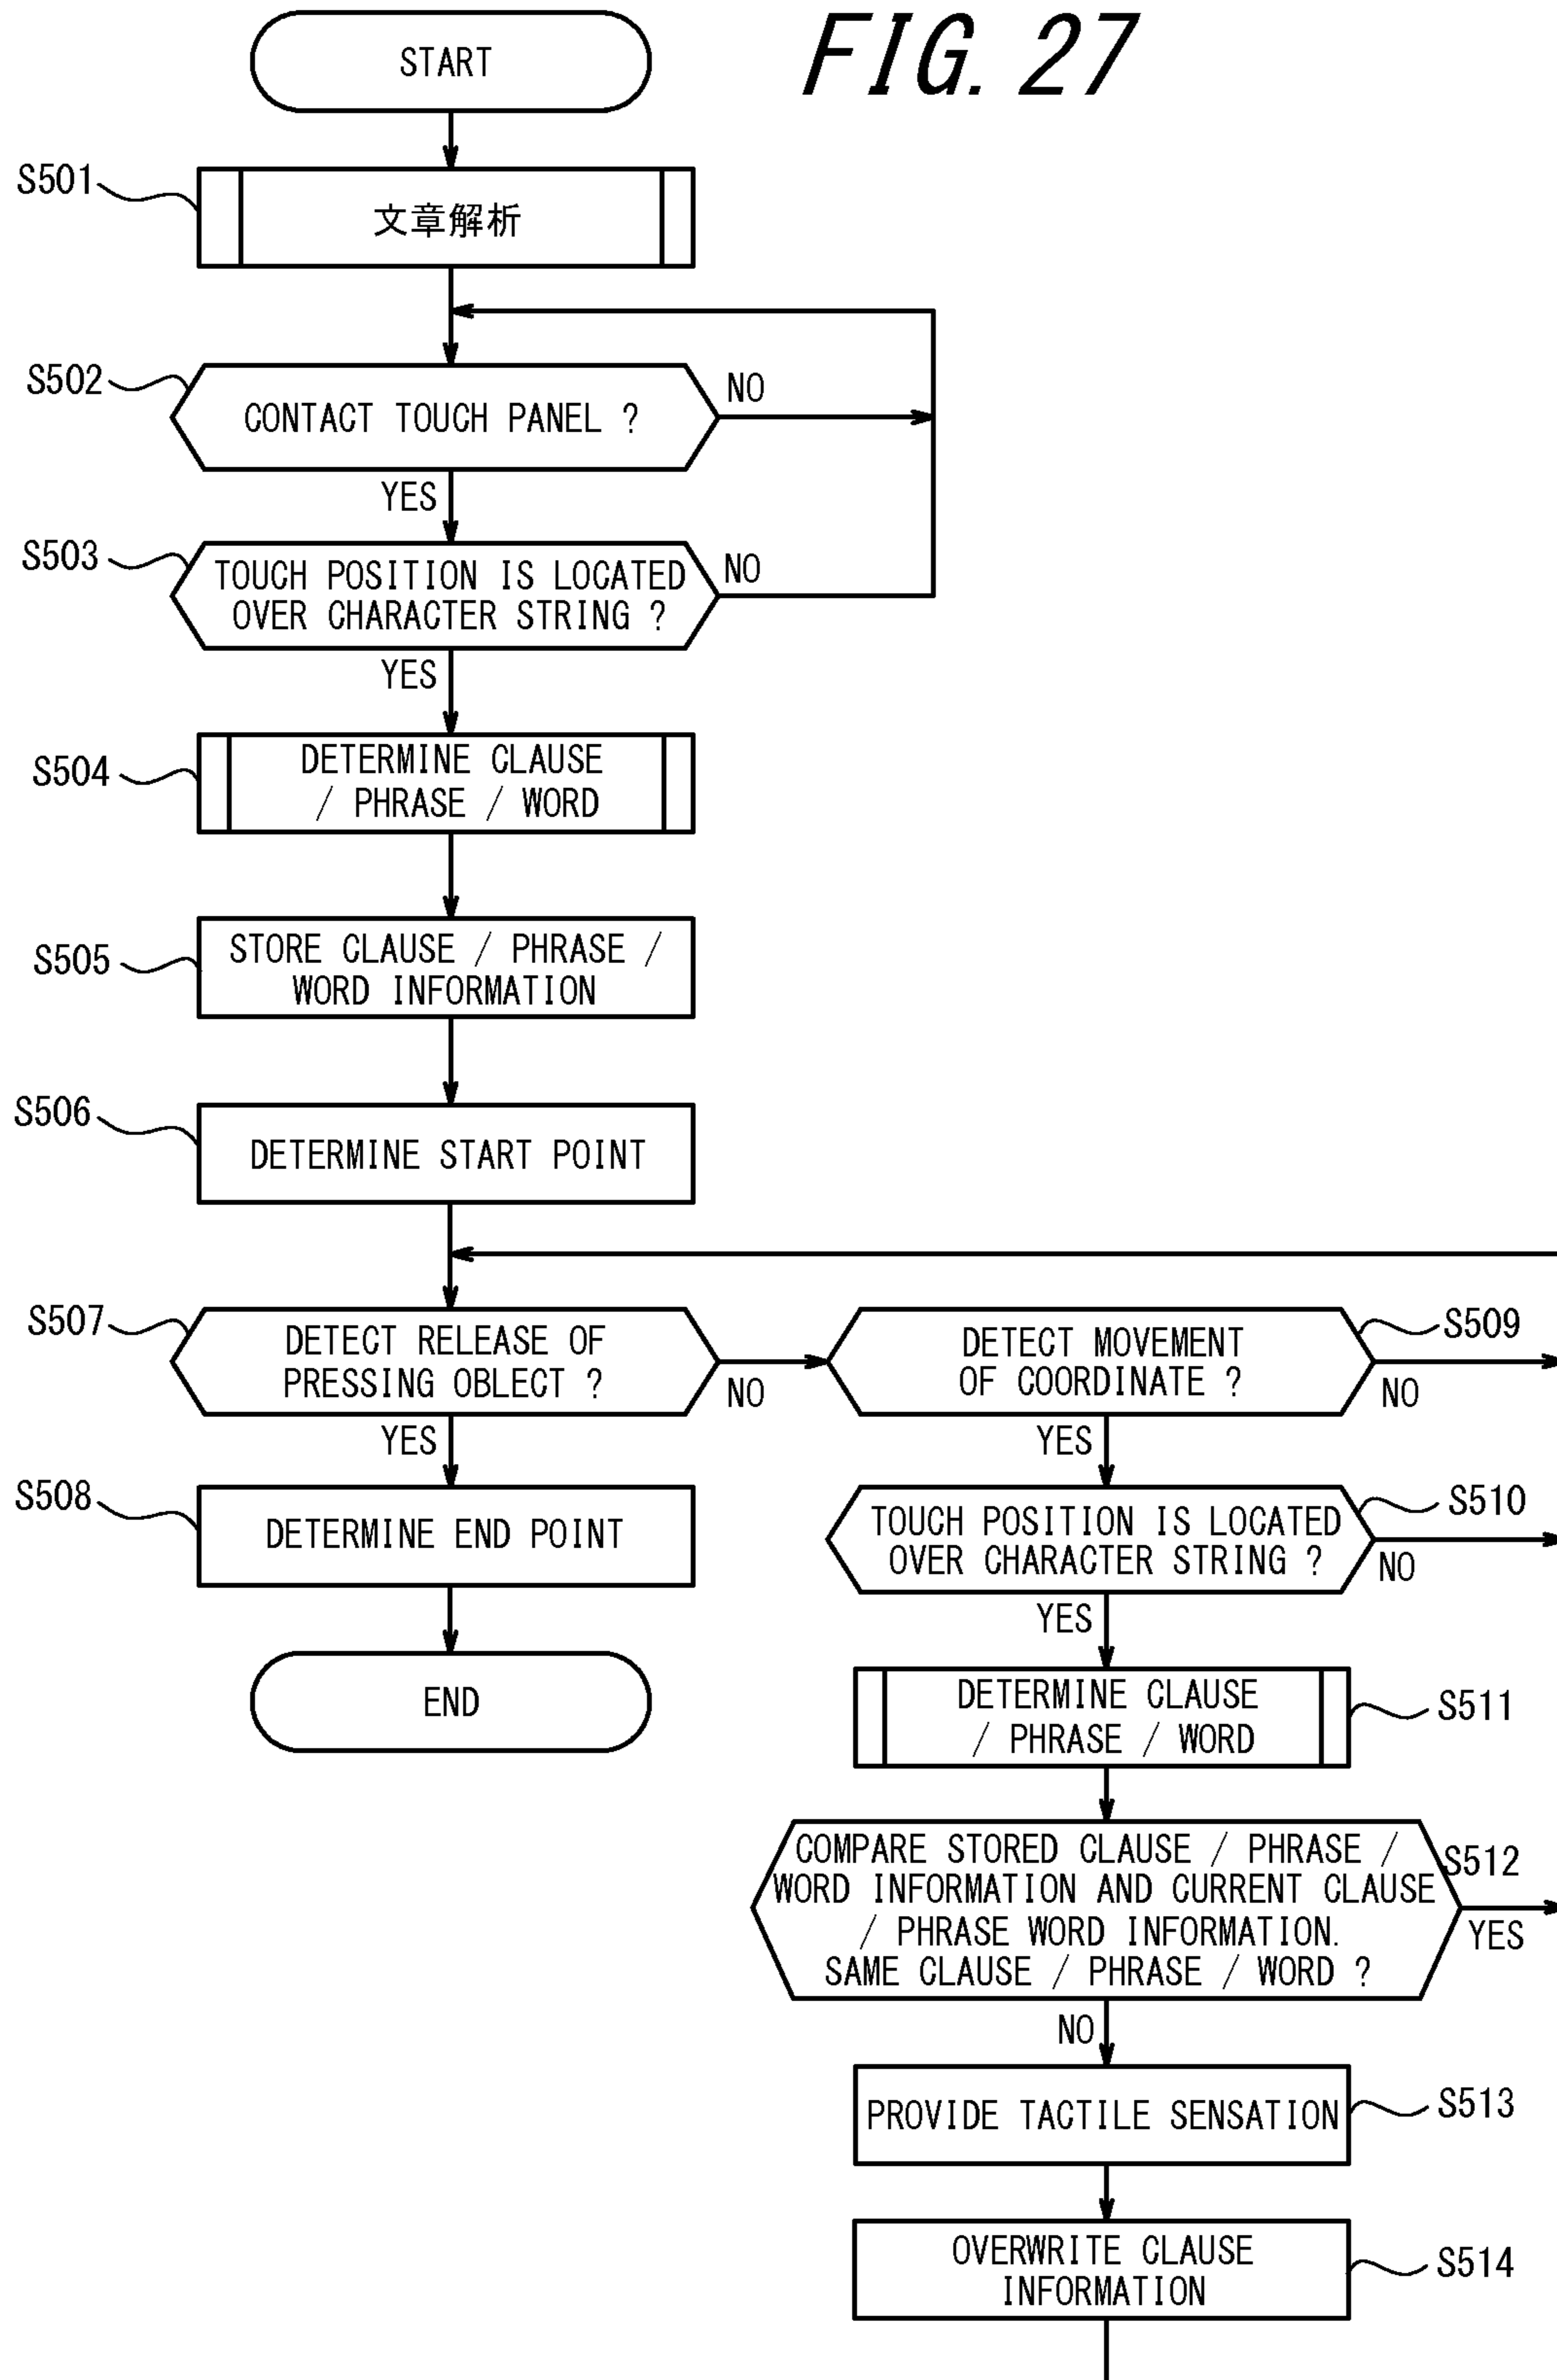 FIG. 27
START
S501
文章解析
S502
CONTACT TOUCH PANEL ?
NO
YES
S503
TOUCH POSITION IS LOCATED
OVER CHARACTER STRING ?
NO
YES
S504
DETERMINE CLAUSE
/ PHRASE / WORD
S505
STORE CLAUSE / PHRASE /
WORD INFORMATION
S506
DETERMINE START POINT
S507
DETECT RELEASE OF
PRESSING OBLECT ?
NO
YES
S508
DETERMINE END POINT
END
S509
DETECT MOVEMENT
OF COORDINATE ?
NO
YES
S510
TOUCH POSITION IS LOCATED
OVER CHARACTER STRING ?
NO
YES
S511
DETERMINE CLAUSE
/ PHRASE / WORD
S512
COMPARE STORED CLAUSE / PHRASE /
WORD INFORMATION AND CURRENT CLAUSE
/ PHRASE WORD INFORMATION.
SAME CLAUSE / PHRASE / WORD ?
YES
NO
S513
PROVIDE TACTILE SENSATION
S514
OVERWRITE CLAUSE
INFORMATION